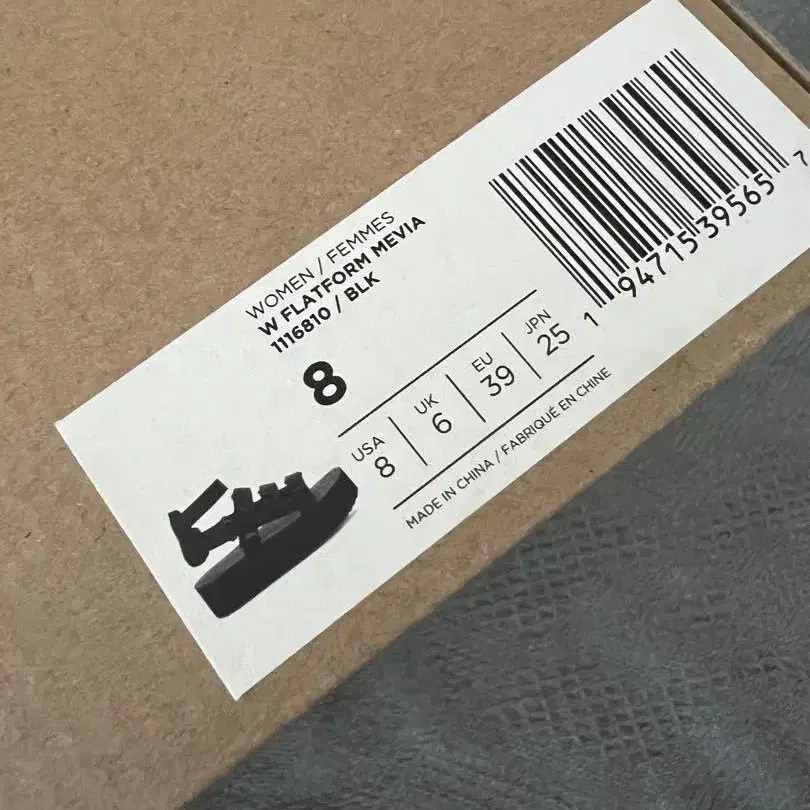 WOMEN / FEMMES
W FLATFORM MEVIA
1116810 / BLK
8
USA UK EU JPN
8 6 39 25
MADE IN CHINA / FABRIQUÉ EN CHINE
1 94715 39565 7